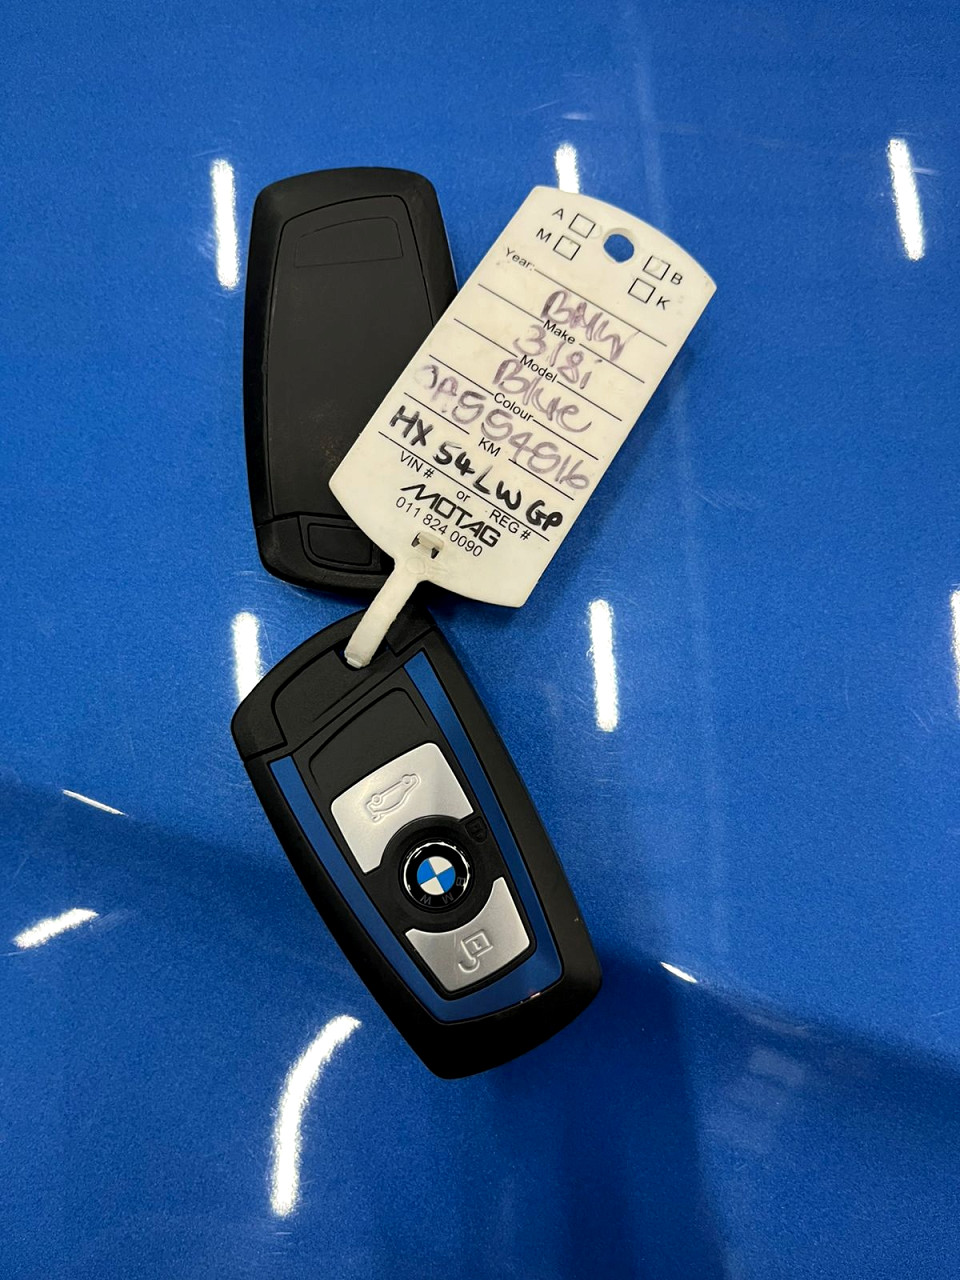 A
M
B
K
Year:
BMW
Make
318i
Model
Blue
Colour
KM
HX 54 LW GP
VIN # or REG #
MOTAG
011 824 0090
B M W